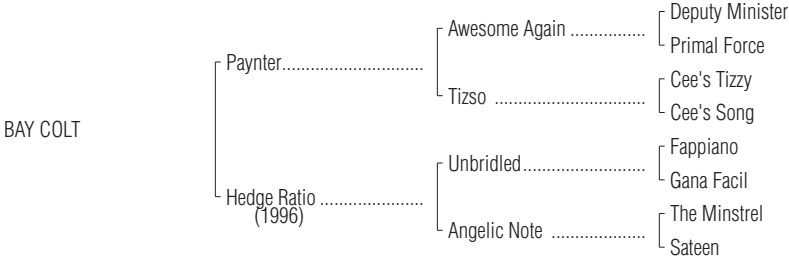 Deputy Minister
Awesome Again ................
Primal Force
Paynter..............................
Cee's Tizzy
Tizso ................................
Cee's Song
BAY COLT
Fappiano
Unbridled..........................
Gana Facil
Hedge Ratio ......................
(1996)
The Minstrel
Angelic Note ....................
Sateen